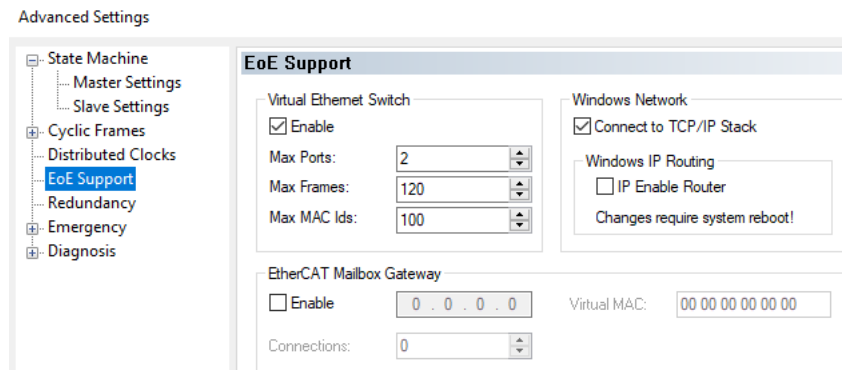 Advanced Settings
State Machine
Master Settings
Slave Settings
Cyclic Frames
Distributed Clocks
EoE Support
Redundancy
Emergency
Diagnosis
EoE Support
Virtual Ethernet Switch
Enable
Max Ports: 2
Max Frames: 120
Max MAC Ids: 100
Windows Network
Connect to TCP/IP Stack
Windows IP Routing
IP Enable Router
Changes require system reboot!
EtherCAT Mailbox Gateway
Enable 0 . 0 . 0 . 0 Virtual MAC: 00 00 00 00 00 00
Connections: 0